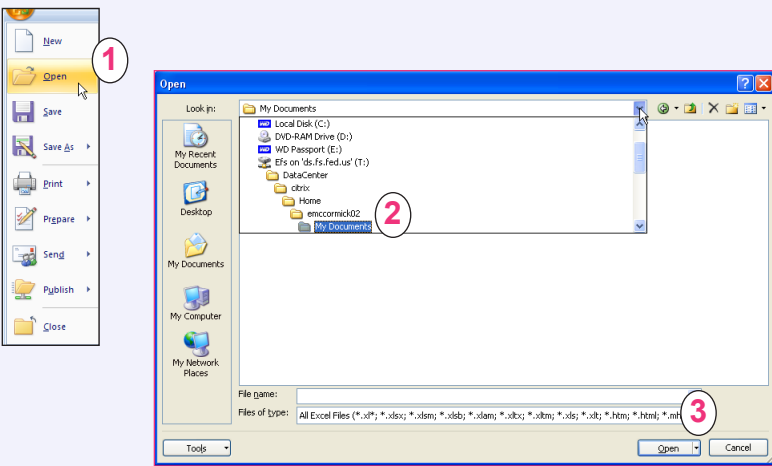 New
1
Open
Save
Save As
Print
Prepare
Send
Publish
Close
Open
Look in:
My Documents
Local Disk (C:)
DVD-RAM Drive (D:)
WD Passport (E:)
Efs on 'ds.fs.fed.us' (T:)
DataCenter
citrix
Home
emccormick02
2
My Documents
My Recent
Documents
Desktop
My Documents
My Computer
My Network
Places
File name:
Files of type:
All Excel Files (*.xl*; *.xlsx; *.xlsm; *.xlsb; *.xlam; *.xltx; *.xltm; *.xls; *.xlt; *.htm; *.html;
3
Tools
Open
Cancel